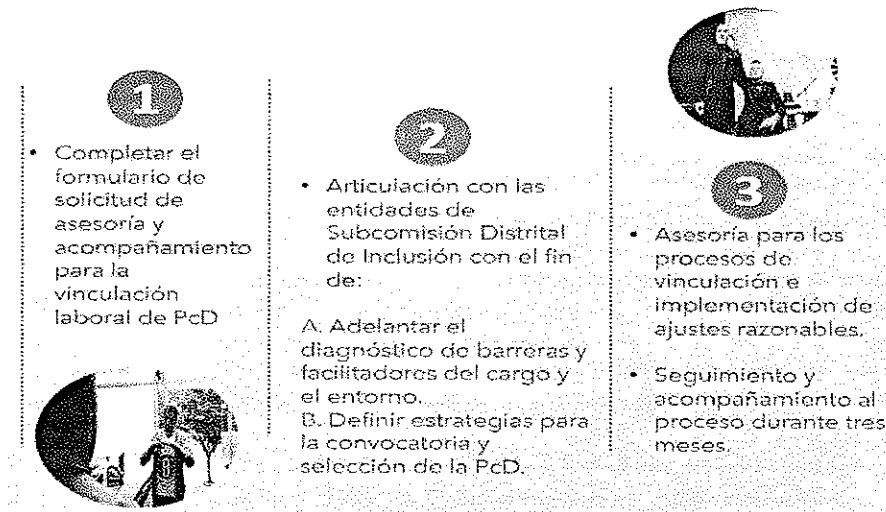 1
• Completar el
formulario de
solicitud de
asesoría y
acompañamiento
para la
vinculación
laboral de PcD
2
• Articulación con las
entidades de
Subcomisión Distrital
de Inclusión con el fin
de:
A. Adelantar el
diagnóstico de barreras y
facilitadores del cargo y
el entorno.
B. Definir estrategias para
la convocatoria y
selección de la PcD.
3
• Asesoría para los
procesos de
vinculación e
implementación de
ajustes razonables.
• Seguimiento y
acompañamiento al
proceso durante tres
meses.